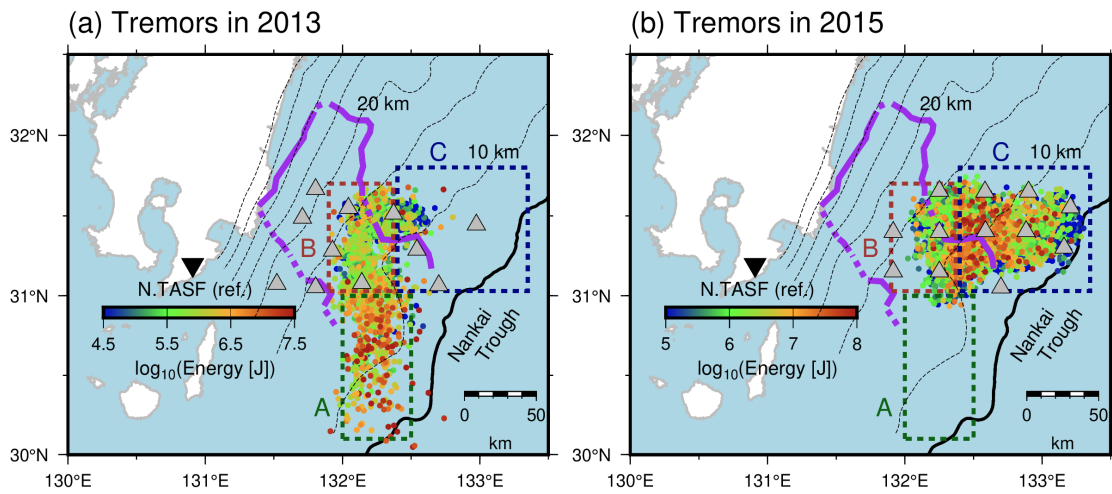 (a) Tremors in 2013
32°N
31°N
30°N
130°E
131°E
132°E
133°E
20 km
10 km
C
B
A
N.TASF (ref.)
4.5
5.5
6.5
7.5
log10(Energy [J])
Nankai
Trough
0
50
km
(b) Tremors in 2015
32°N
31°N
30°N
130°E
131°E
132°E
133°E
20 km
10 km
C
B
A
N.TASF (ref.)
5
6
7
8
log10(Energy [J])
Nankai
Trough
0
50
km